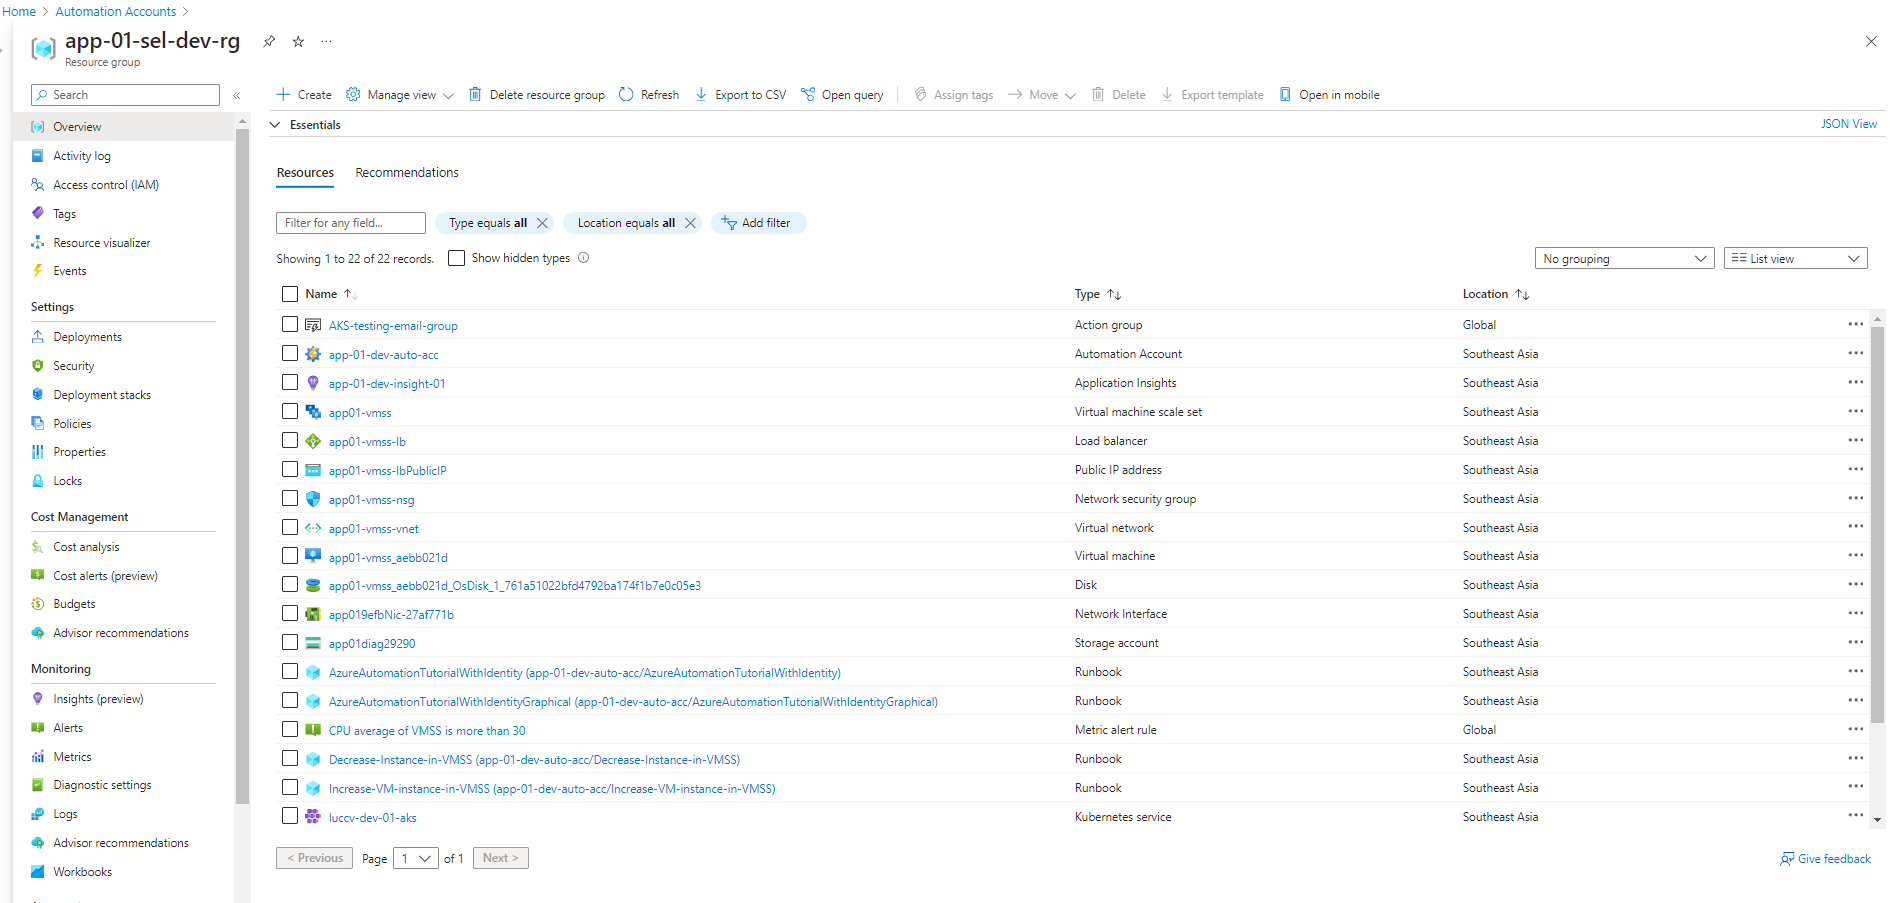 Home > Automation Accounts >
app-01-sel-dev-rg
Resource group
Search
Overview
Activity log
Access control (IAM)
Tags
Resource visualizer
Events
Settings
Deployments
Security
Deployment stacks
Policies
Properties
Locks
Cost Management
Cost analysis
Cost alerts (preview)
Budgets
Advisor recommendations
Monitoring
Insights (preview)
Alerts
Metrics
Diagnostic settings
Logs
Advisor recommendations
Workbooks
Create Manage view Delete resource group Refresh Export to CSV Open query Assign tags Move Delete Export template Open in mobile
Essentials JSON View
Resources Recommendations
Filter for any field... Type equals all Location equals all Add filter
Showing 1 to 22 of 22 records. Show hidden types No grouping List view
Name Type Location
AKS-testing-email-group Action group Global
app-01-dev-auto-acc Automation Account Southeast Asia
app-01-dev-insight-01 Application Insights Southeast Asia
app01-vmss Virtual machine scale set Southeast Asia
app01-vmss-lb Load balancer Southeast Asia
app01-vmss-lbPublicIP Public IP address Southeast Asia
app01-vmss-nsg Network security group Southeast Asia
app01-vmss-vnet Virtual network Southeast Asia
app01-vmss_aebb021d Virtual machine Southeast Asia
app01-vmss_aebb021d_OsDisk_1_761a51022bfd4792ba174f1b7e0c05e3 Disk Southeast Asia
app019efbNic-27af771b Network Interface Southeast Asia
app01diag29290 Storage account Southeast Asia
AzureAutomationTutorialWithIdentity (app-01-dev-auto-acc/AzureAutomationTutorialWithIdentity) Runbook Southeast Asia
AzureAutomationTutorialWithIdentityGraphical (app-01-dev-auto-acc/AzureAutomationTutorialWithIdentityGraphical) Runbook Southeast Asia
CPU average of VMSS is more than 30 Metric alert rule Global
Decrease-Instance-in-VMSS (app-01-dev-auto-acc/Decrease-Instance-in-VMSS) Runbook Southeast Asia
Increase-VM-instance-in-VMSS (app-01-dev-auto-acc/Increase-VM-instance-in-VMSS) Runbook Southeast Asia
luccv-dev-01-aks Kubernetes service Southeast Asia
< Previous Page 1 of 1 Next > Give feedback